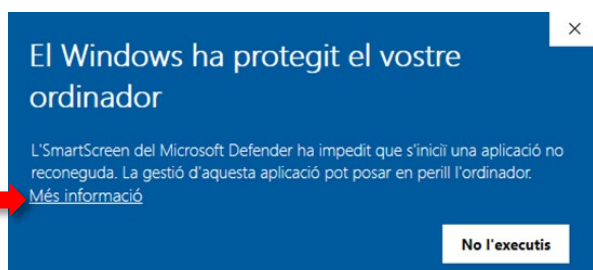 El Windows ha protegit el vostre
ordinador
L'SmartScreen del Microsoft Defender ha impedit que s'iniciï una aplicació no
reconeguda. La gestió d'aquesta aplicació pot posar en perill l'ordinador.
Més informació
No l'executis